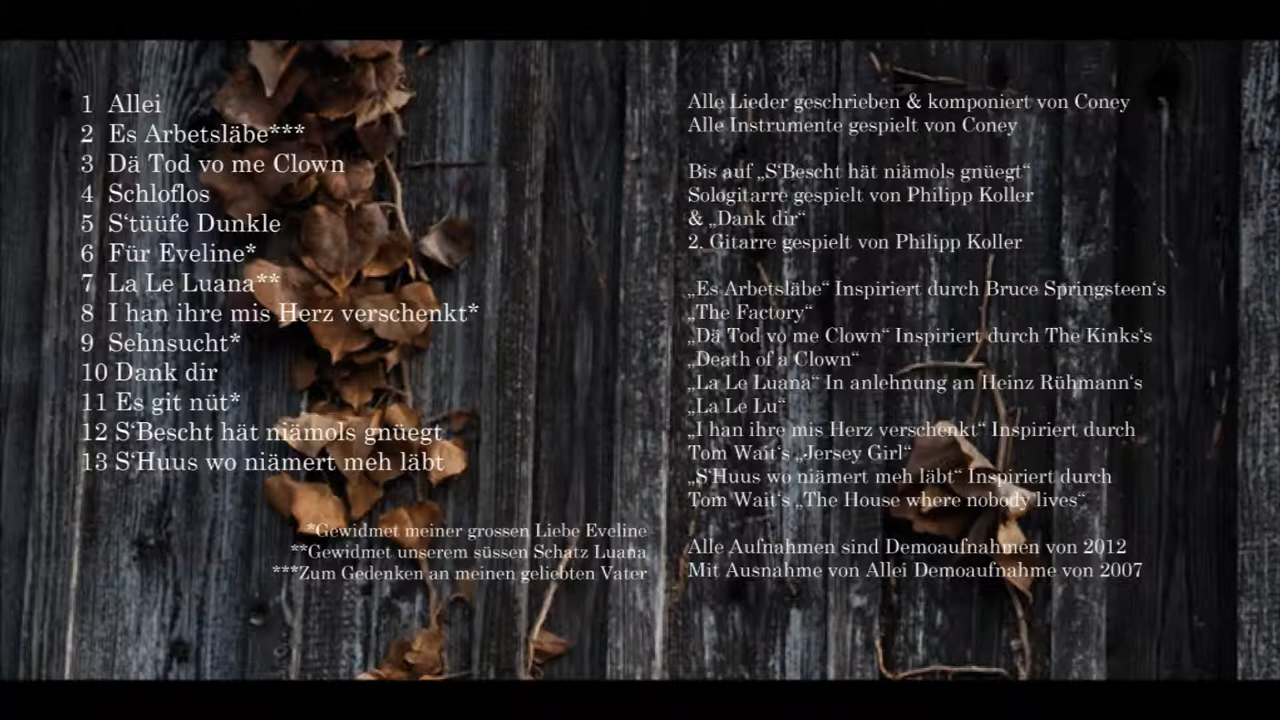 1 Allei
2 Es Arbetsläbe***
3 Dä Tod vo me Clown
4 Schloflos
5 S‘tüüfe Dunkle
6 Für Eveline*
7 La Le Luana**
8 I han ihre mis Herz verschenkt*
9 Sehnsucht*
10 Dank dir
11 Es git nüt*
12 S‘Bescht hät niämols gnüegt
13 S‘Huus wo niämert meh läbt
*Gewidmet meiner grossen Liebe Eveline
**Gewidmet unserem süssen Schatz Luana
***Zum Gedenken an meinen geliebten Vater
Alle Lieder geschrieben & komponiert von Coney
Alle Instrumente gespielt von Coney
Bis auf „S‘Bescht hät niämols gnüegt“
Sologitarre gespielt von Philipp Koller
& „Dank dir“
2. Gitarre gespielt von Philipp Koller
„Es Arbetsläbe“ Inspiriert durch Bruce Springsteen‘s
„The Factory“
„Dä Tod vo me Clown“ Inspiriert durch The Kinks‘s
„Death of a Clown“
„La Le Luana“ In anlehnung an Heinz Rühmann‘s
„La Le Lu“
„I han ihre mis Herz verschenkt“ Inspiriert durch
Tom Wait‘s „Jersey Girl“
„S‘Huus wo niämert meh läbt“ Inspiriert durch
Tom Wait‘s „The House where nobody lives“
Alle Aufnahmen sind Demoaufnahmen von 2012
Mit Ausnahme von Allei Demoaufnahme von 2007